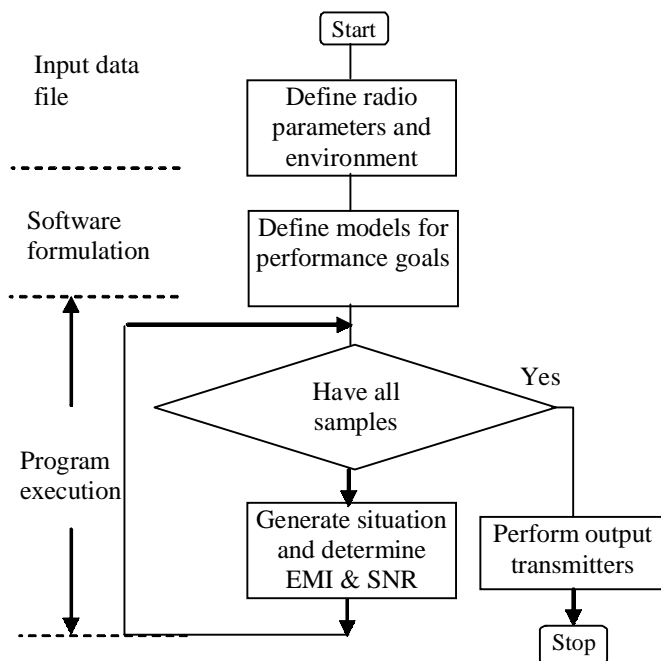 Start
Input data
file
Define radio
parameters and
environment
Software
formulation
Define models for
performance goals
Have all
samples
Yes
Program
execution
Generate situation
and determine
EMI & SNR
Perform output
transmitters
Stop